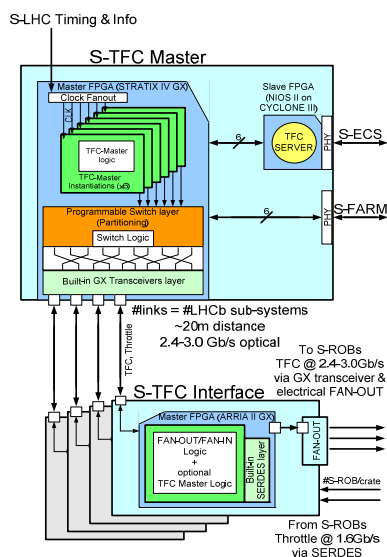 S-LHC Timing & Info
S-TFC Master
Master FPGA (STRATIX IV GX)
Clock Fanout
CLK
TFC-Master
logic
TFC-Master
Instantiations (x6)
Programmable Switch layer
(Partitioning)
Switch Logic
Built-in GX Transceivers layer
Slave FPGA
(NIOS II on
CYCLONE III)
TFC
SERVER
6
PHY
S-ECS
6
PHY
S-FARM
#links = #LHCb sub-systems
~20m distance
2.4-3.0 Gb/s optical
TFC, Throttle
To S-ROBs
TFC @ 2.4-3.0Gb/s
via GX transceiver &
electrical FAN-OUT
S-TFC Interface
Master FPGA (ARRIA II GX)
FAN-OUT/FAN-IN
Logic
+
optional
TFC Master Logic
Built-in
SERDES layer
FAN-OUT
#S-ROB/crate
From S-ROBs
Throttle @ 1.6Gb/s
via SERDES